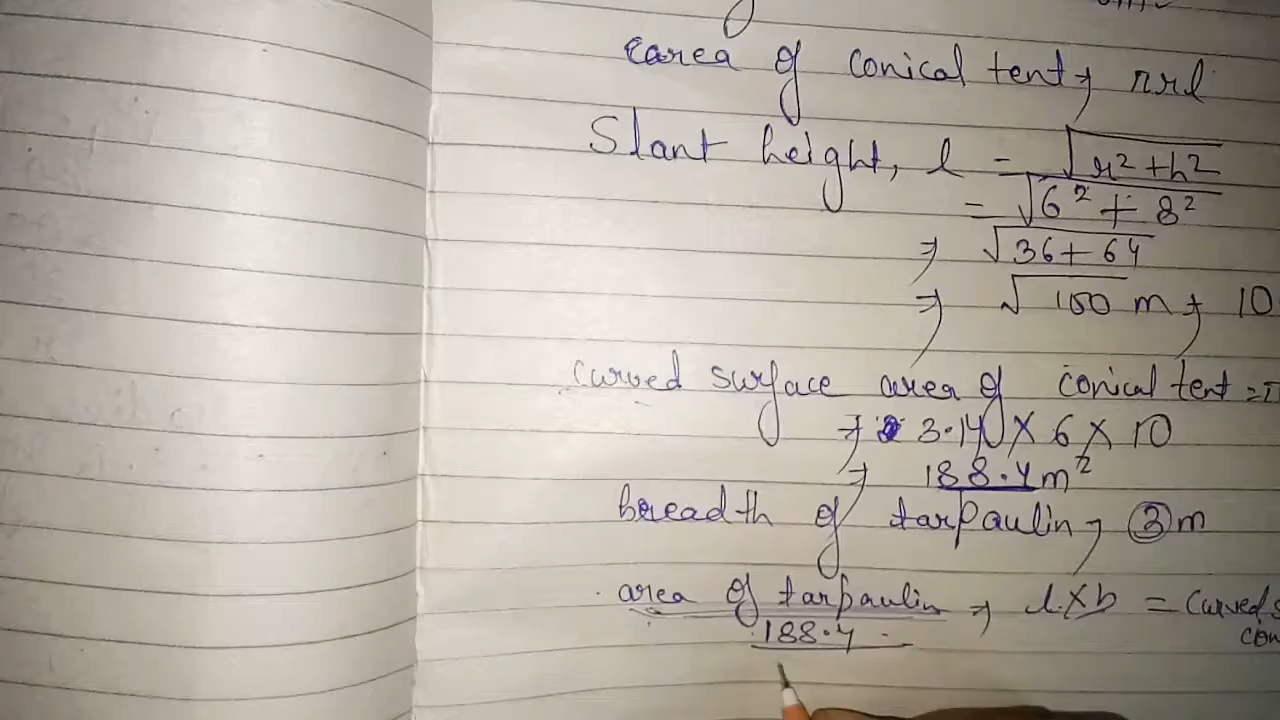 area of conical tent ⇒ πrl
Slant height, l = √r²+h²
= √6² + 8²
⇒ √36+64
⇒ √100 m ⇒ 10
curved surface area of conical tent = π
⇒ 3.14 × 6 × 10
⇒ 188.4 m²
breadth of tarpaulin ⇒ 3 m
area of tarpaulin ⇒ l×b = curved s
188.4 con